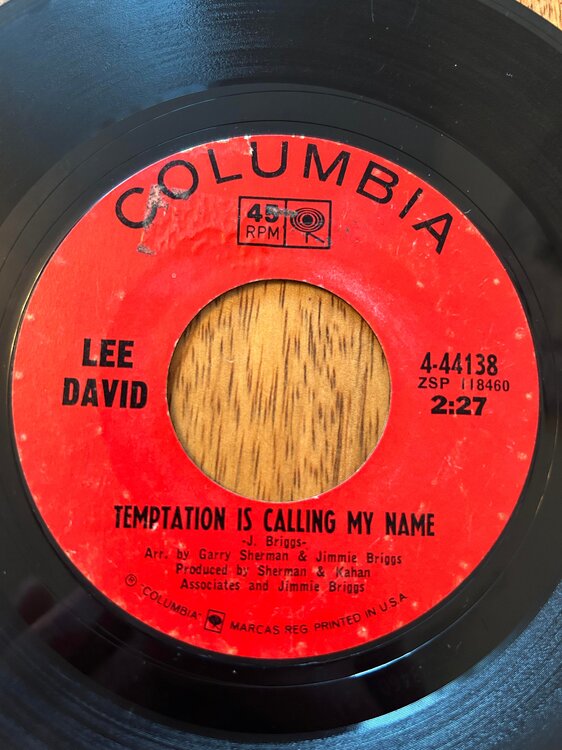 COLUMBIA
45
RPM
LEE
DAVID
4-44138
ZSP 118460
2:27
TEMPTATION IS CALLING MY NAME
-J. Briggs-
Arr. by Garry Sherman & Jimmie Briggs
Produced by Sherman & Kahan
Associates and Jimmie Briggs
® "COLUMBIA" MARCAS REG. PRINTED IN U.S.A.